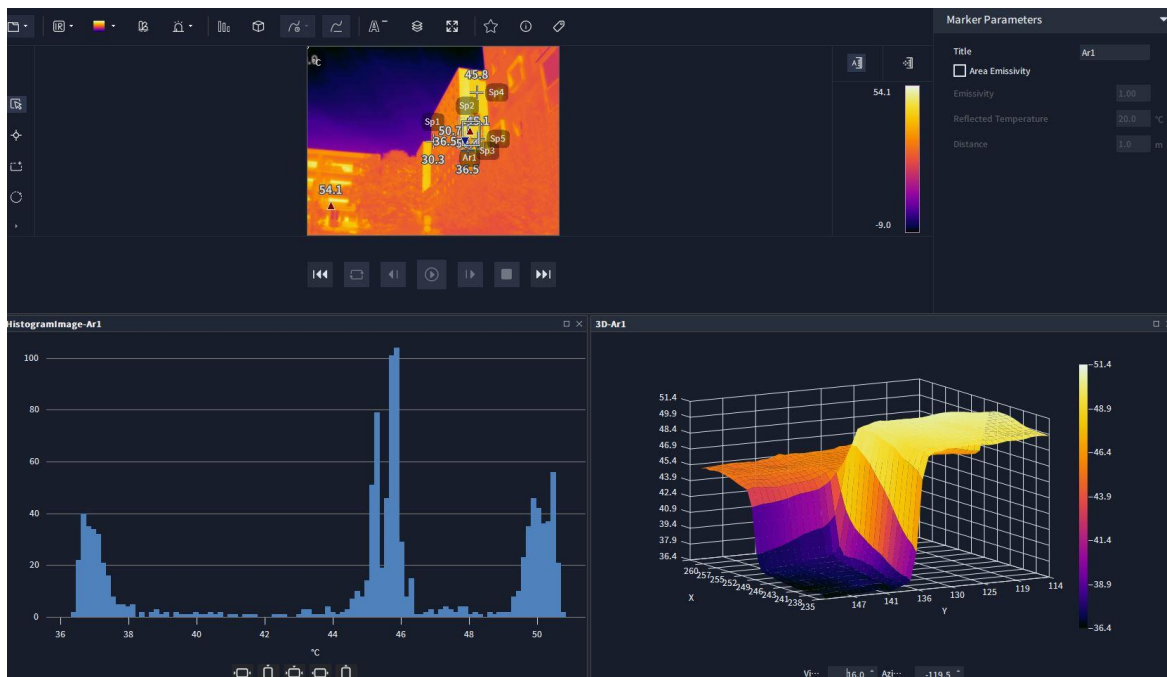 Marker Parameters
Title
Ar1
Area Emissivity
Emissivity
1.00
Reflected Temperature
20.0 °C
Distance
1.0 m
°C
45.8
Sp4
Sp2
Sp1
45.1
50.7
36.5
Sp5
Sp3
30.3
Ar1
36.5
54.1
54.1
-9.0
HistogramImage-Ar1
100
80
60
40
20
0
36 38 40 42 44 46 48 50
°C
3D-Ar1
51.4
49.9
48.4
46.9
45.4
43.9
42.4
40.9
39.4
37.9
36.4
260 257 255 252 249 246 243 241 238 235
X
147 141 136 130 125 119 114
Y
51.4
48.9
46.4
43.9
41.4
38.9
36.4
Vi··· 16.0 Azi··· -119.5